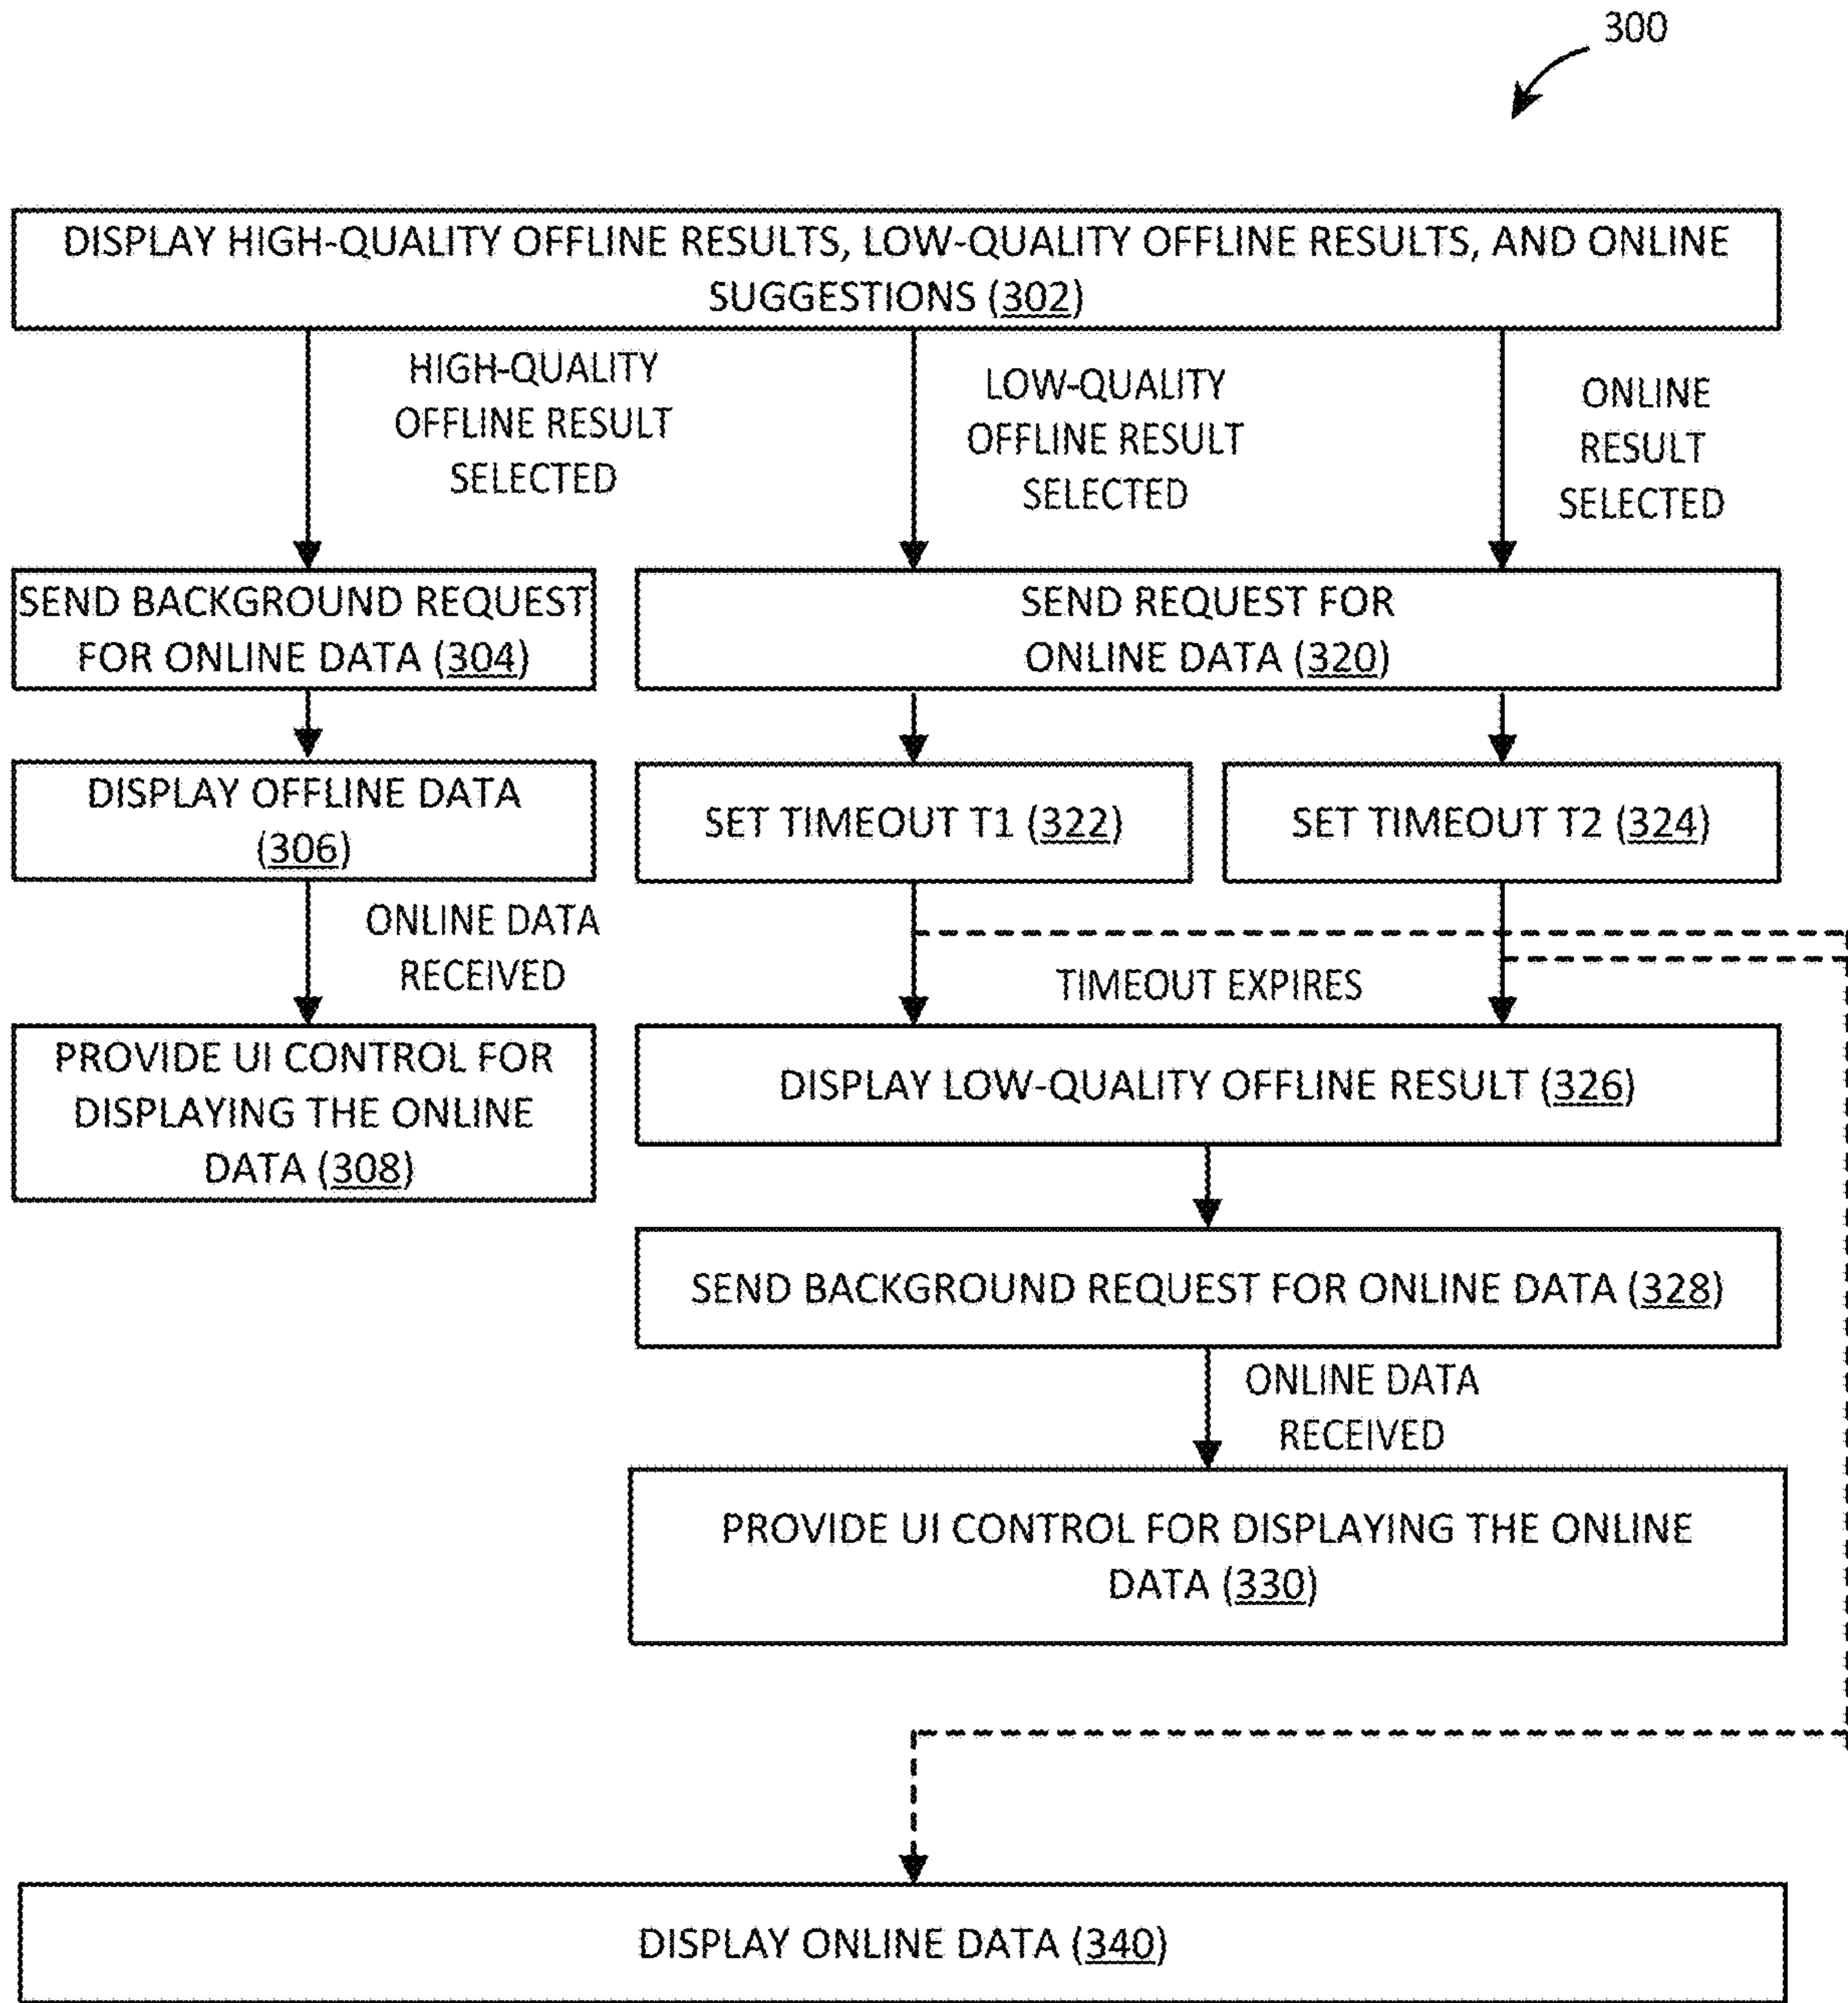 300
DISPLAY HIGH-QUALITY OFFLINE RESULTS, LOW-QUALITY OFFLINE RESULTS, AND ONLINE
SUGGESTIONS (302)
HIGH-QUALITY
OFFLINE RESULT
SELECTED
LOW-QUALITY
OFFLINE RESULT
SELECTED
ONLINE
RESULT
SELECTED
SEND BACKGROUND REQUEST
FOR ONLINE DATA (304)
SEND REQUEST FOR
ONLINE DATA (320)
DISPLAY OFFLINE DATA
(306)
SET TIMEOUT T1 (322)
SET TIMEOUT T2 (324)
ONLINE DATA
RECEIVED
TIMEOUT EXPIRES
PROVIDE UI CONTROL FOR
DISPLAYING THE ONLINE
DATA (308)
DISPLAY LOW-QUALITY OFFLINE RESULT (326)
SEND BACKGROUND REQUEST FOR ONLINE DATA (328)
ONLINE DATA
RECEIVED
PROVIDE UI CONTROL FOR DISPLAYING THE ONLINE
DATA (330)
DISPLAY ONLINE DATA (340)